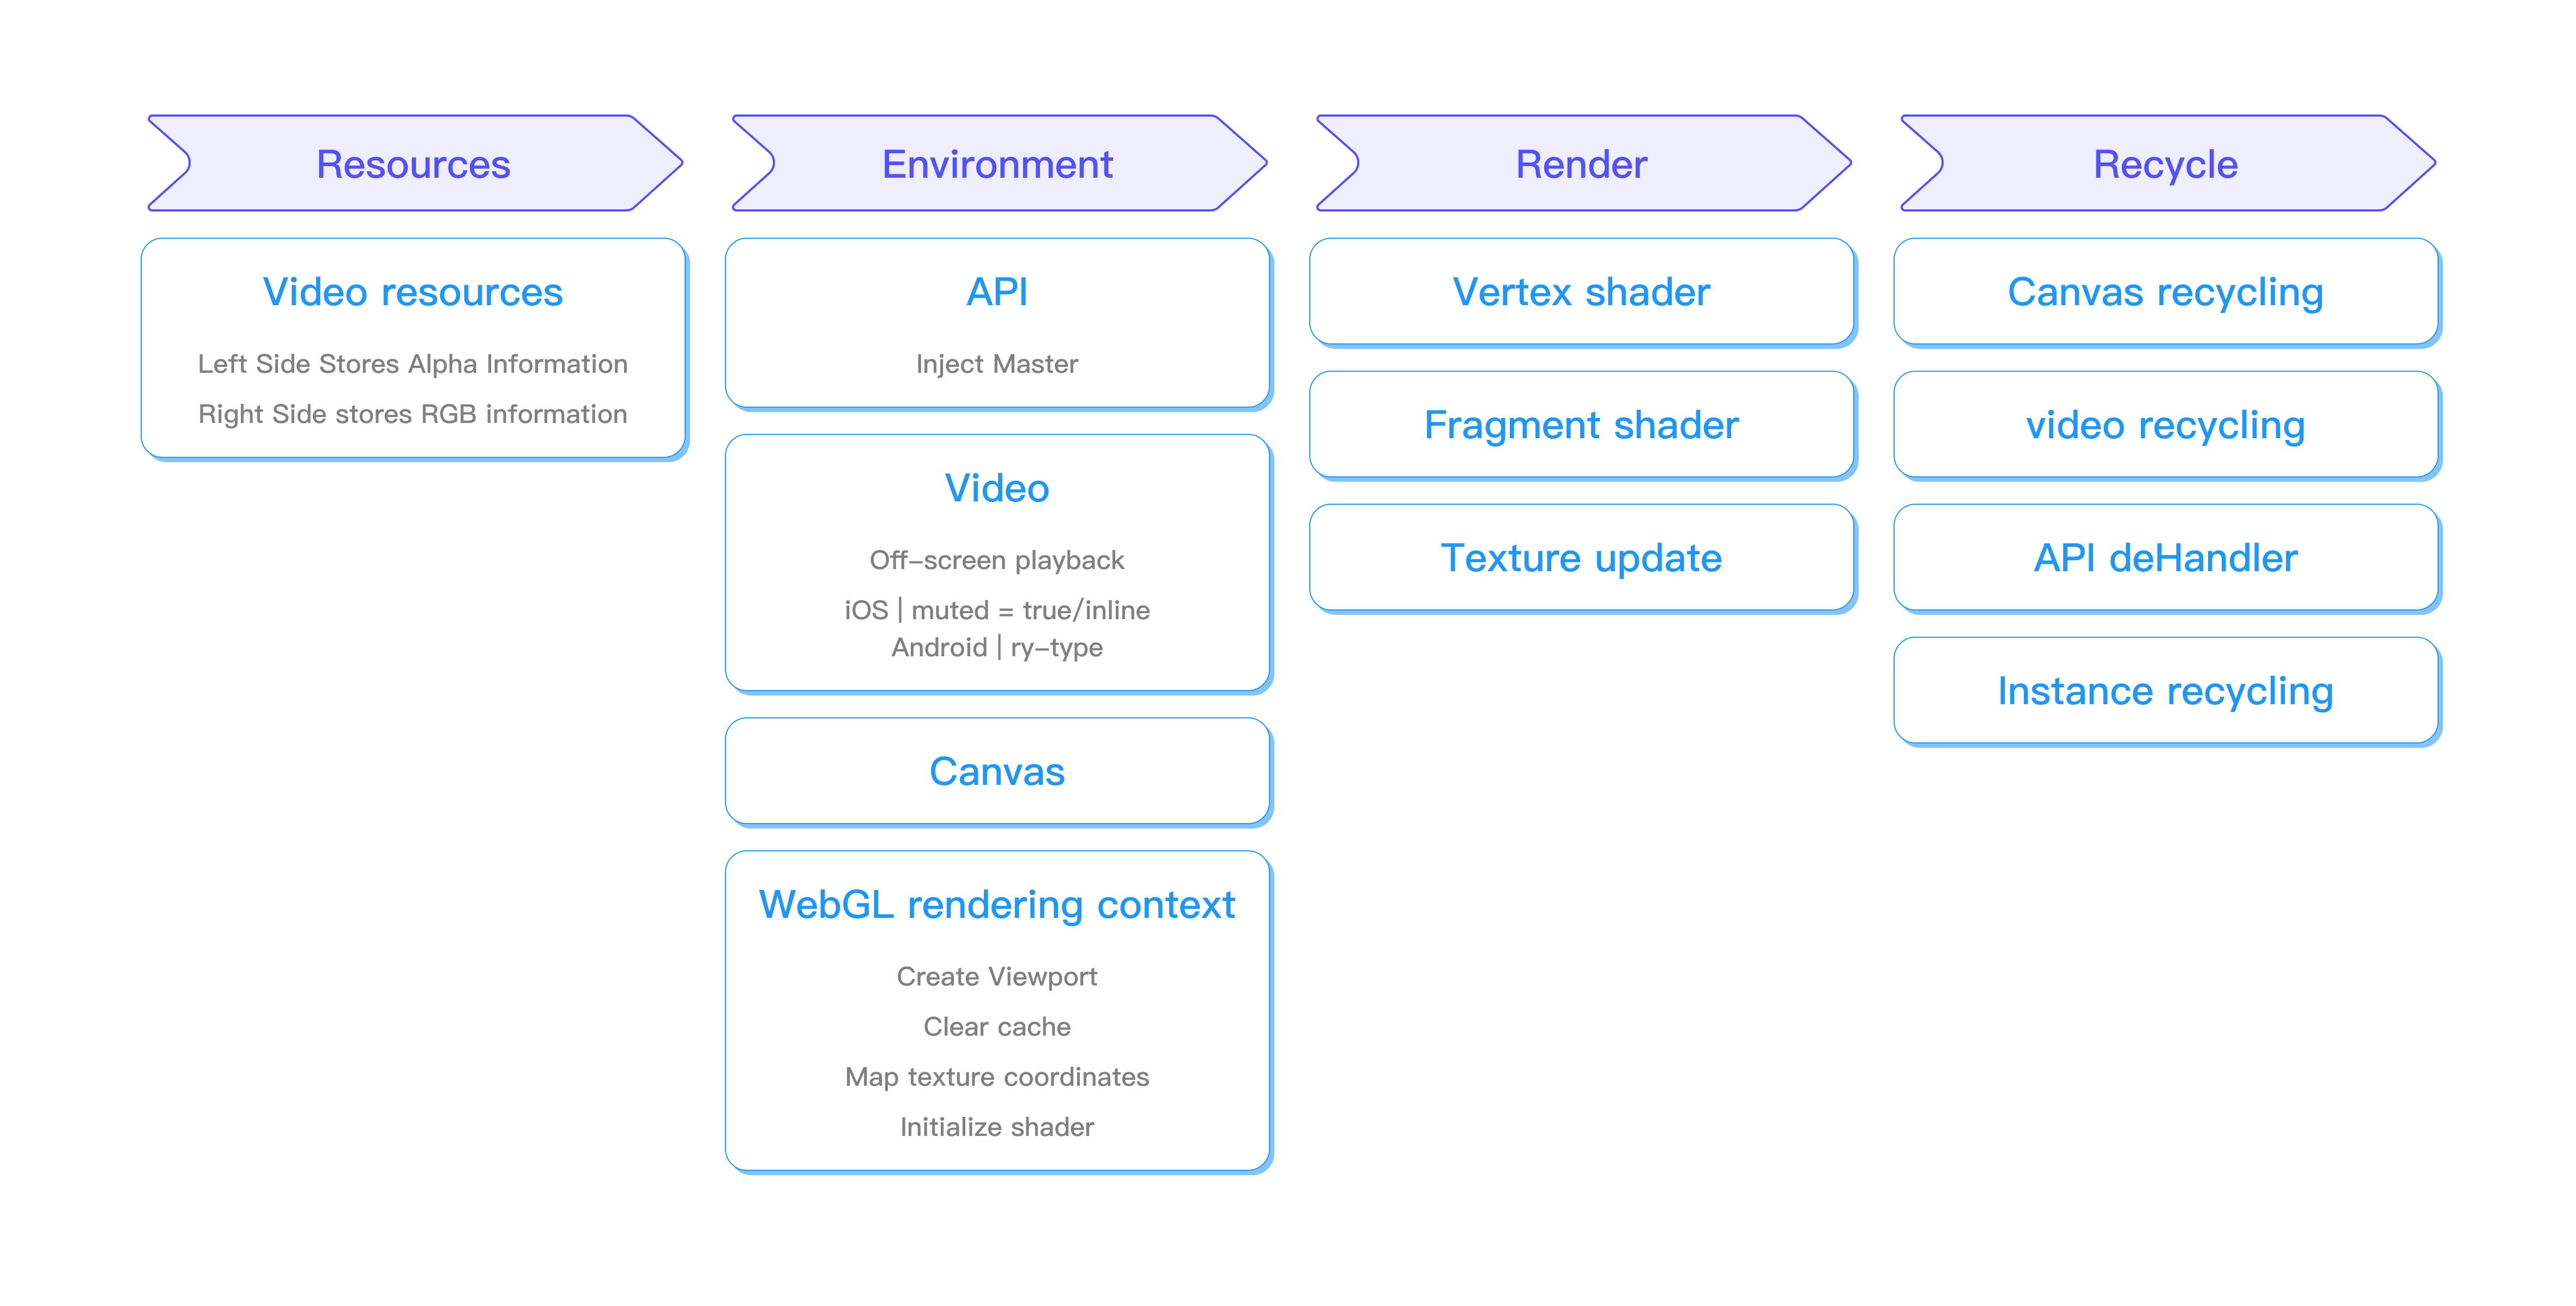 Resources
Video resources
Left Side Stores Alpha Information
Right Side stores RGB information
Environment
API
Inject Master
Video
Off-screen playback
iOS | muted = true/inline
Android | ry-type
Canvas
WebGL rendering context
Create Viewport
Clear cache
Map texture coordinates
Initialize shader
Render
Vertex shader
Fragment shader
Texture update
Recycle
Canvas recycling
video recycling
API deHandler
Instance recycling